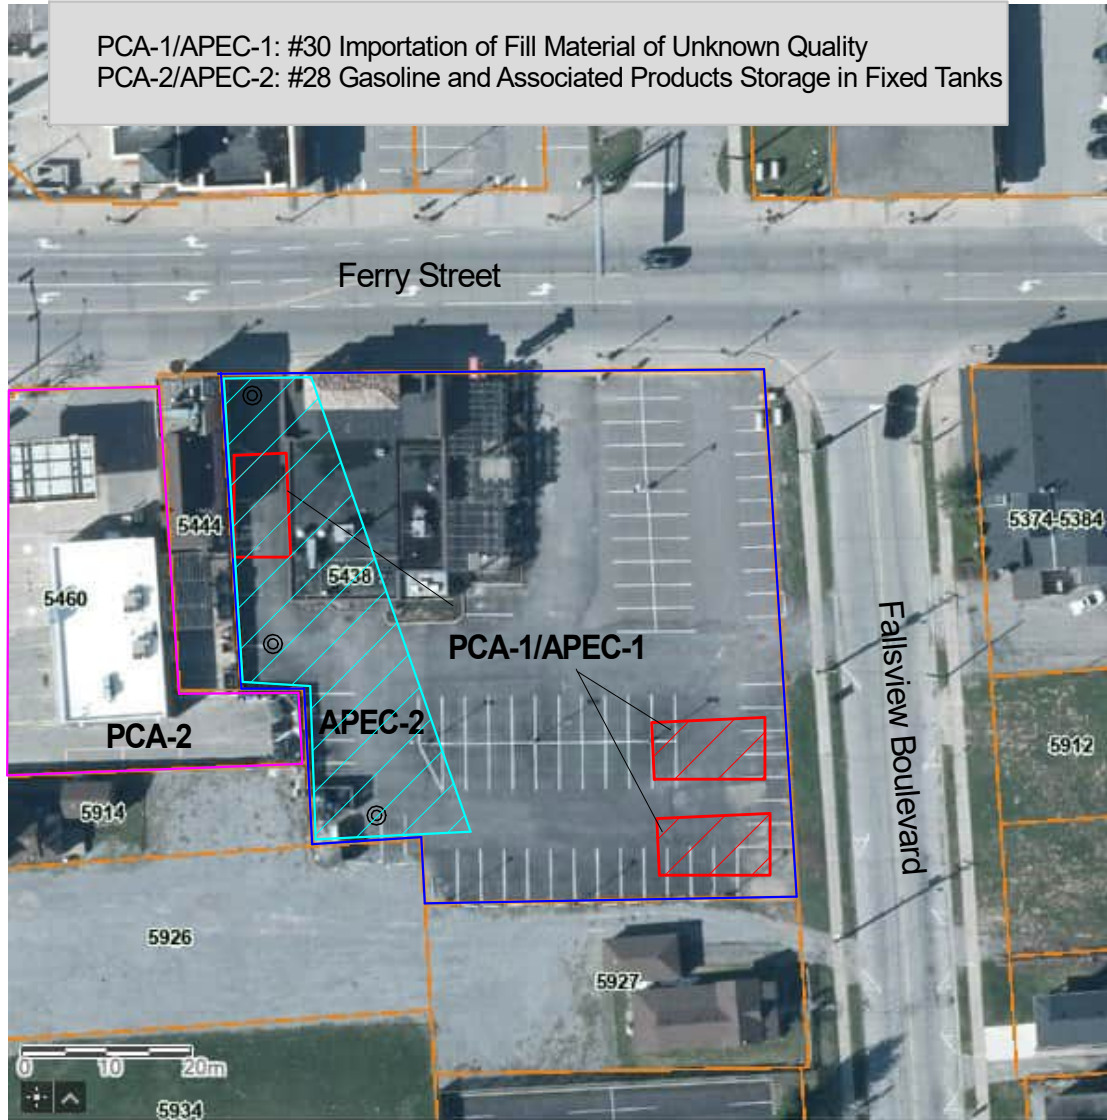 PCA-1/APEC-1: #30 Importation of Fill Material of Unknown Quality
PCA-2/APEC-2: #28 Gasoline and Associated Products Storage in Fixed Tanks
Ferry Street
5444
5374-5384
5438
5460
PCA-1/APEC-1
Fallsview Boulevard
APEC-2
PCA-2
5912
5914
5926
5927
0 10 20m
5934